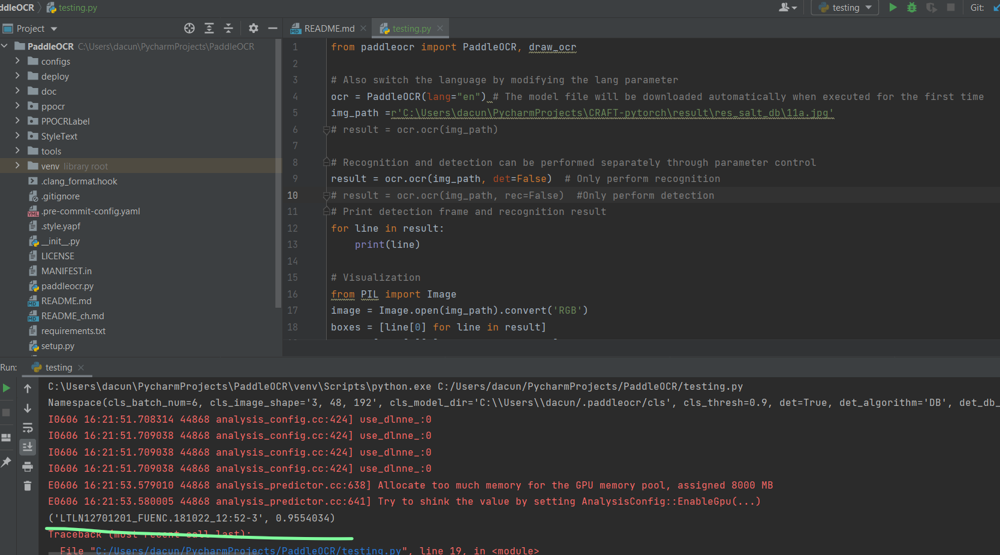 ddleOCR testing.py testing Git:
Project README.md testing.py
PaddleOCR C:\Users\dacun\PycharmProjects\PaddleOCR
configs
deploy
doc
ppocr
PPOCRLabel
StyleText
tools
venv library root
.clang_format.hook
.gitignore
.pre-commit-config.yaml
.style.yapf
__init__.py
LICENSE
MANIFEST.in
paddleocr.py
README.md
README_ch.md
requirements.txt
setup.py
1 from paddleocr import PaddleOCR, draw_ocr
2
3 # Also switch the language by modifying the lang parameter
4 ocr = PaddleOCR(lang="en") # The model file will be downloaded automatically when executed for the first time
5 img_path =r'C:\Users\dacun\PycharmProjects\CRAFT-pytorch\result\res_salt_db\11a.jpg'
6 # result = ocr.ocr(img_path)
7
8 # Recognition and detection can be performed separately through parameter control
9 result = ocr.ocr(img_path, det=False)  # Only perform recognition
10 # result = ocr.ocr(img_path, rec=False)  #Only perform detection
11 # Print detection frame and recognition result
12 for line in result:
13     print(line)
14
15 # Visualization
16 from PIL import Image
17 image = Image.open(img_path).convert('RGB')
18 boxes = [line[0] for line in result]
Run: testing
C:\Users\dacun\PycharmProjects\PaddleOCR\venv\Scripts\python.exe C:/Users/dacun/PycharmProjects/PaddleOCR/testing.py
Namespace(cls_batch_num=6, cls_image_shape='3, 48, 192', cls_model_dir='C:\\Users\\dacun/.paddleocr/cls', cls_thresh=0.9, det=True, det_algorithm='DB', det_db_
I0606 16:21:51.708314 44868 analysis_config.cc:424] use_dlnne_:0
I0606 16:21:51.709038 44868 analysis_config.cc:424] use_dlnne_:0
I0606 16:21:51.709038 44868 analysis_config.cc:424] use_dlnne_:0
I0606 16:21:51.709038 44868 analysis_config.cc:424] use_dlnne_:0
E0606 16:21:53.579010 44868 analysis_predictor.cc:638] Allocate too much memory for the GPU memory pool, assigned 8000 MB
E0606 16:21:53.580005 44868 analysis_predictor.cc:641] Try to shink the value by setting AnalysisConfig::EnableGpu(...)
('LTLN12701201_FUENC.181022_12:52-3', 0.9554034)
Traceback (most recent call last):
File "C:/Users/dacun/PycharmProjects/PaddleOCR/testing.py", line 19, in <module>